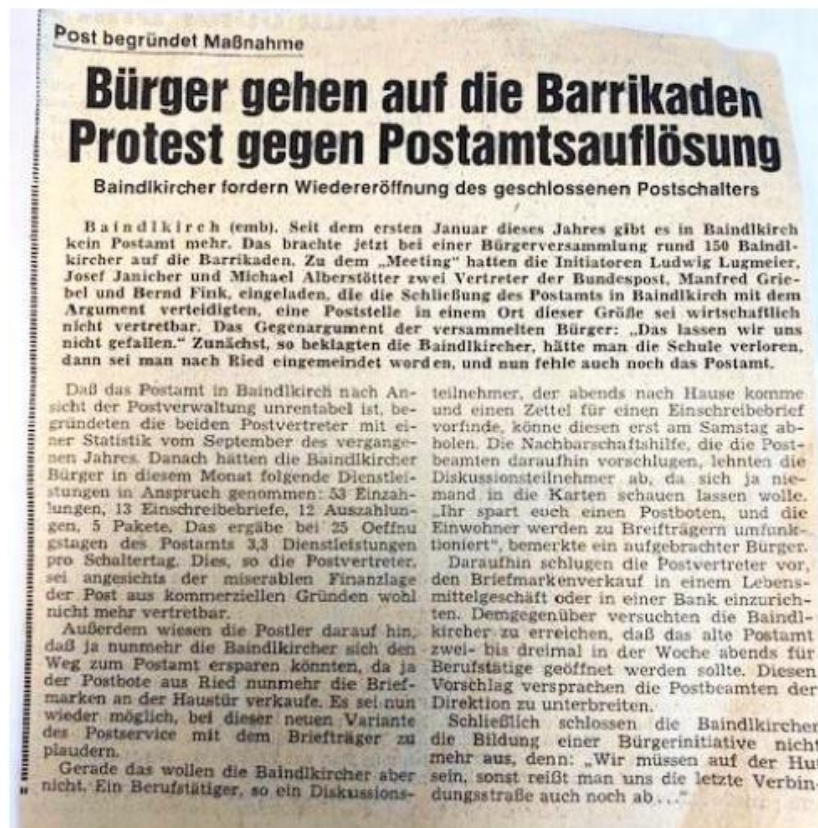 Post begründet Maßnahme
Bürger gehen auf die Barrikaden
Protest gegen Postamtsauflösung
Baindlkircher fordern Wiedereröffnung des geschlossenen Postschalters
Baindlkirch (emb). Seit dem ersten Januar dieses Jahres gibt es in Baindlkirch
kein Postamt mehr. Das brachte jetzt bei einer Bürgerversammlung rund 150 Baindl-
kircher auf die Barrikaden. Zu dem „Meeting" hatten die Initiatoren Ludwig Lugmeier,
Josef Janicher und Michael Alberstötter zwei Vertreter der Bundespost, Manfred Grie-
bel und Bernd Fink, eingeladen, die die Schließung des Postamts in Baindlkirch mit dem
Argument verteidigten, eine Poststelle in einem Ort dieser Größe sei wirtschaftlich
nicht vertretbar. Das Gegenargument der versammelten Bürger: „Das lassen wir uns
nicht gefallen." Zunächst, so beklagten die Baindlkircher, hätte man die Schule verloren,
dann sei man nach Ried eingemeindet worden, und nun fehle auch noch das Postamt.
Daß das Postamt in Baindlkirch nach An-
sicht der Postverwaltung unrentabel ist, be-
gründeten die beiden Postvertreter mit ei-
ner Statistik vom September des vergange-
nen Jahres. Danach hätten die Baindlkircher
Bürger in diesem Monat folgende Dienstlei-
stungen in Anspruch genommen: 53 Einzah-
lungen, 13 Einschreibebriefe, 12 Auszahlun-
gen, 5 Pakete. Das ergäbe bei 25 Oeffnu
gstagen des Postamts 3,3 Dienstleistungen
pro Schaltertag. Dies, so die Postvertreter,
sei angesichts der miserablen Finanzlage
der Post aus kommerziellen Gründen wohl
nicht mehr vertretbar.
Außerdem wiesen die Postler darauf hin,
daß ja nunmehr die Baindlkircher sich den
Weg zum Postamt ersparen könnten, da ja
der Postbote aus Ried nunmehr die Brief-
marken an der Haustür verkaufe. Es sei nun
wieder möglich, bei dieser neuen Variante
des Postservice mit dem Briefträger zu
plaudern.
Gerade das wollen die Baindlkircher aber
nicht. Ein Berufstätiger, so ein Diskussions-
teilnehmer, der abends nach Hause komme
und einen Zettel für einen Einschreibebrief
vorfinde, könne diesen erst am Samstag ab-
holen. Die Nachbarschaftshilfe, die die Post-
beamten daraufhin vorschlugen, lehnten die
Diskussionsteilnehmer ab, da sich ja nie-
mand in die Karten schauen lassen wolle.
„Ihr spart euch einen Postboten, und die
Einwohner werden zu Breifträgern umfunk-
tioniert", bemerkte ein aufgebrachter Bürger.
Daraufhin schlugen die Postvertreter vor,
den Briefmarkenverkauf in einem Lebens-
mittelgeschäft oder in einer Bank einzurich-
ten. Demgegenüber versuchten die Baindl-
kircher zu erreichen, daß das alte Postamt
zwei- bis dreimal in der Woche abends für
Berufstätige geöffnet werden sollte. Diesen
Vorschlag versprachen die Postbeamten der
Direktion zu unterbreiten.
Schließlich schlossen die Baindlkircher
die Bildung einer Bürgerinitiative nicht
mehr aus, denn: „Wir müssen auf der Hut
sein, sonst reißt man uns die letzte Verbin-
dungsstraße auch noch ab ..."